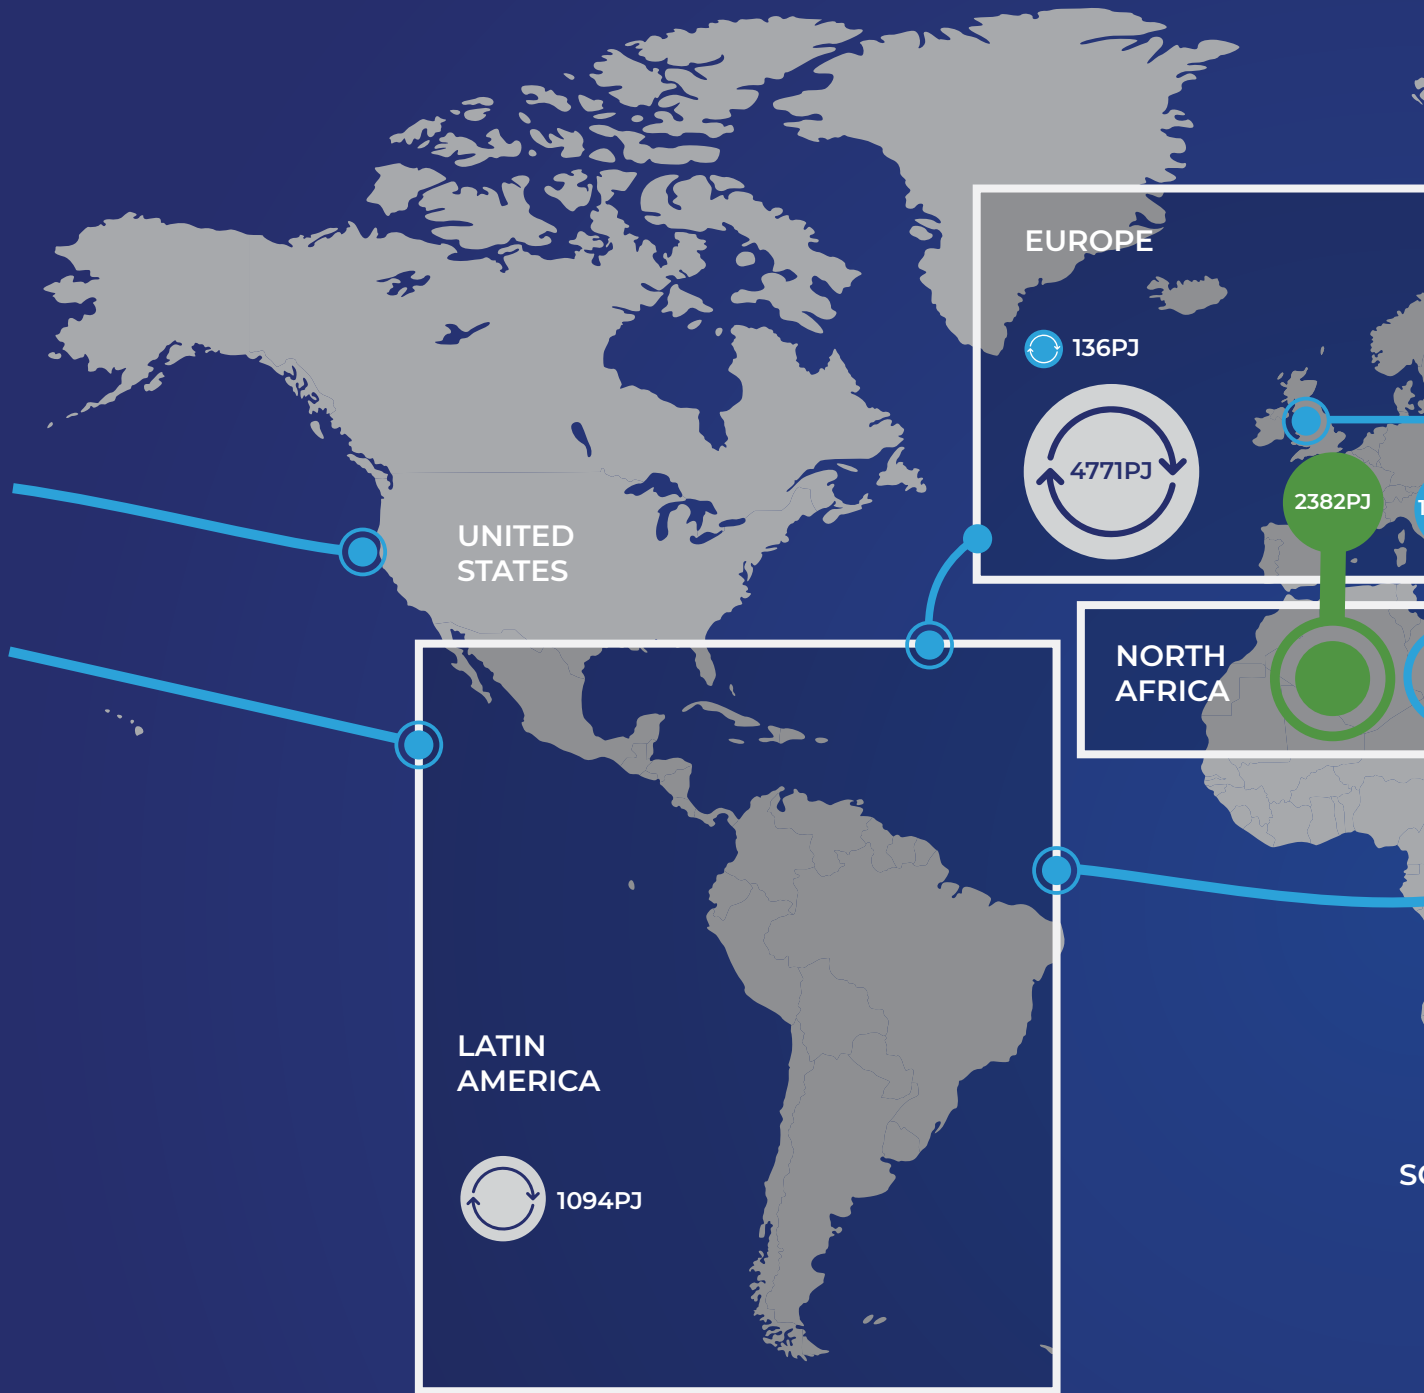 EUROPE
136PJ
4771PJ
2382PJ
UNITED
STATES
NORTH
AFRICA
LATIN
AMERICA
1094PJ